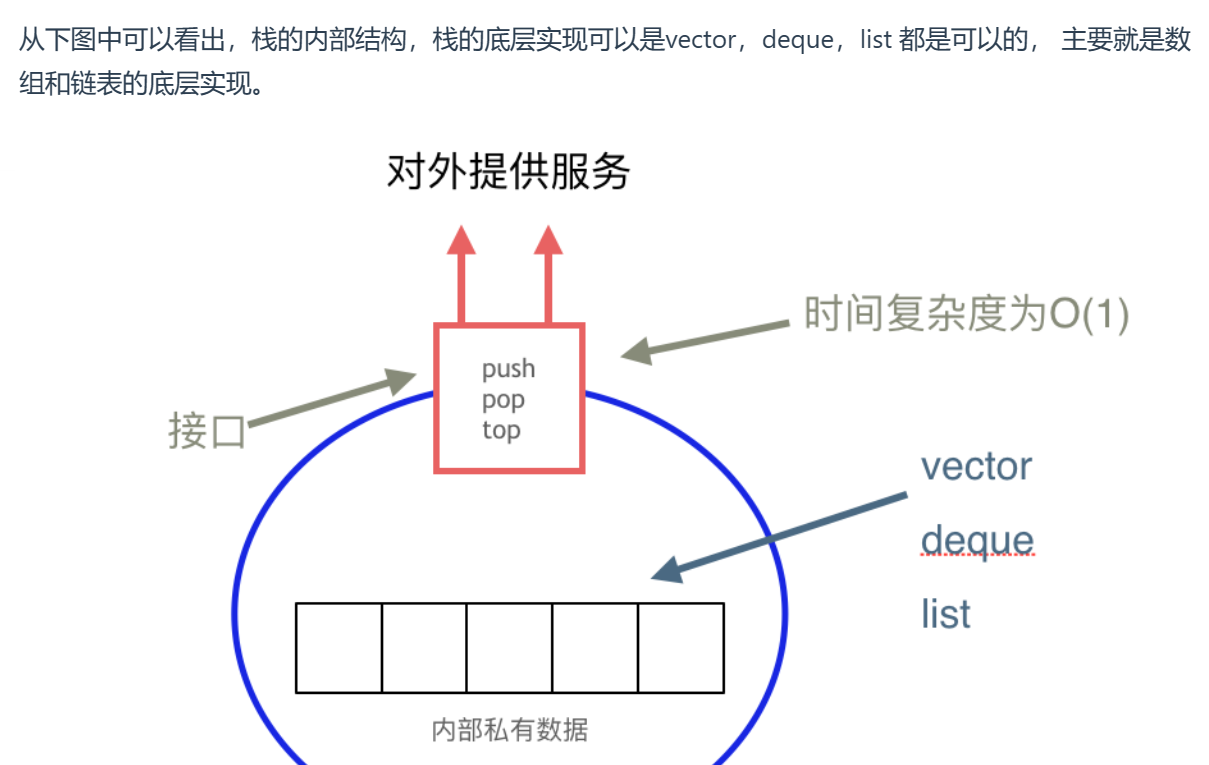 从下图中可以看出，栈的内部结构，栈的底层实现可以是vector，deque，list 都是可以的， 主要就是数
组和链表的底层实现。
对外提供服务
时间复杂度为O(1)
push
pop
top
接口
vector
deque
list
内部私有数据